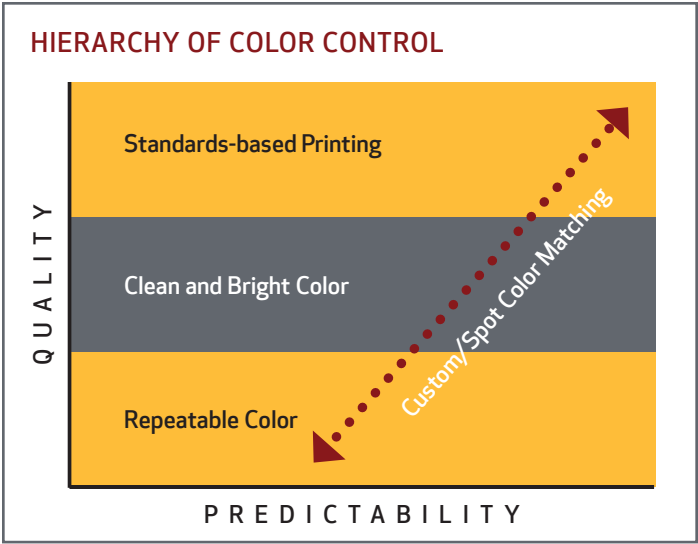 HIERARCHY OF COLOR CONTROL
Standards-based Printing
Clean and Bright Color
Repeatable Color
Custom/Spot Color Matching
QUALITY
PREDICTABILITY